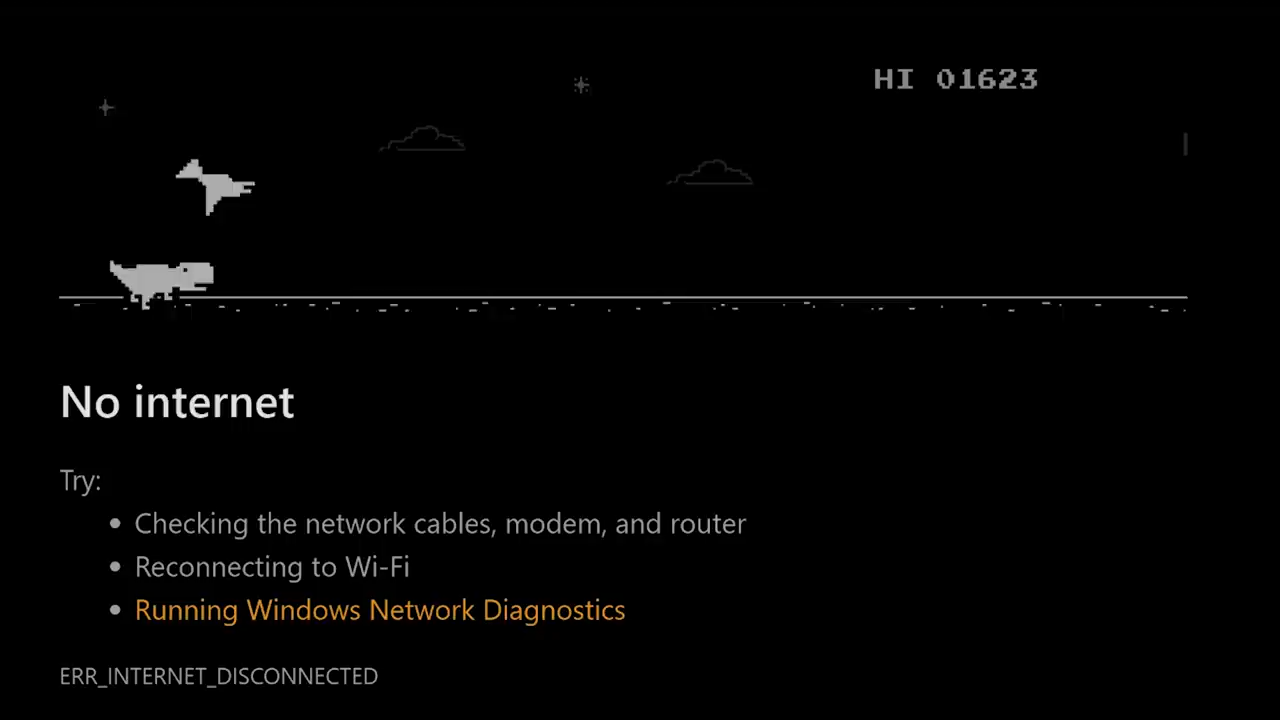 HI 01623
No internet
Try:
Checking the network cables, modem, and router
Reconnecting to Wi-Fi
Running Windows Network Diagnostics
ERR_INTERNET_DISCONNECTED